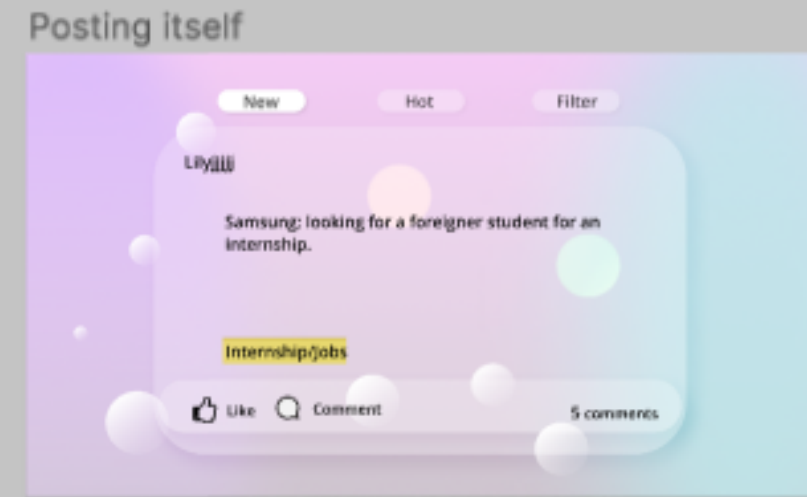 Posting itself
New Hot Filter
Lilyjjjjj
Samsung: looking for a foreigner student for an
internship.
Internship/Jobs
Like Comment 5 comments